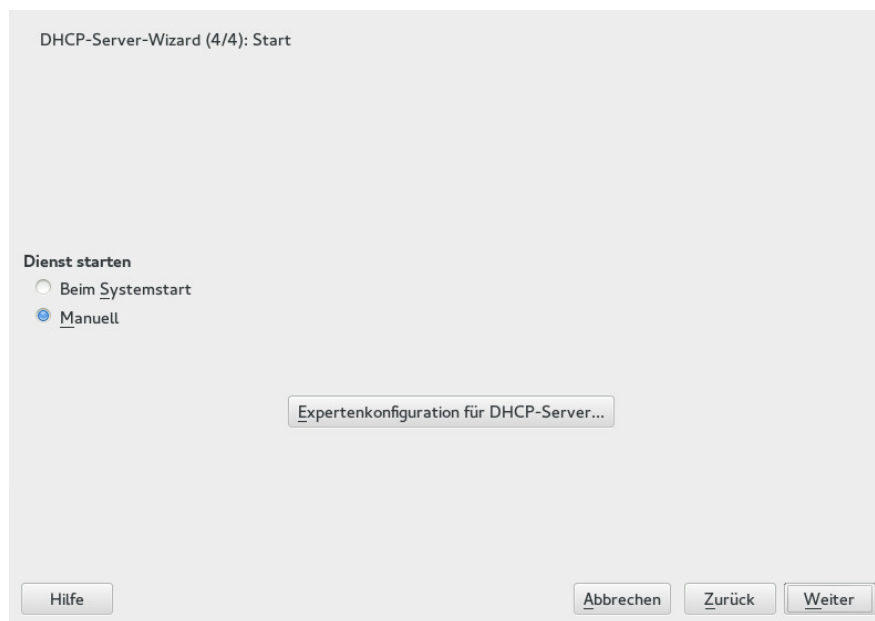 DHCP-Server-Wizard (4/4): Start
Dienst starten
Beim Systemstart
Manuell
Expertenkonfiguration für DHCP-Server...
Hilfe
Abbrechen
Zurück
Weiter